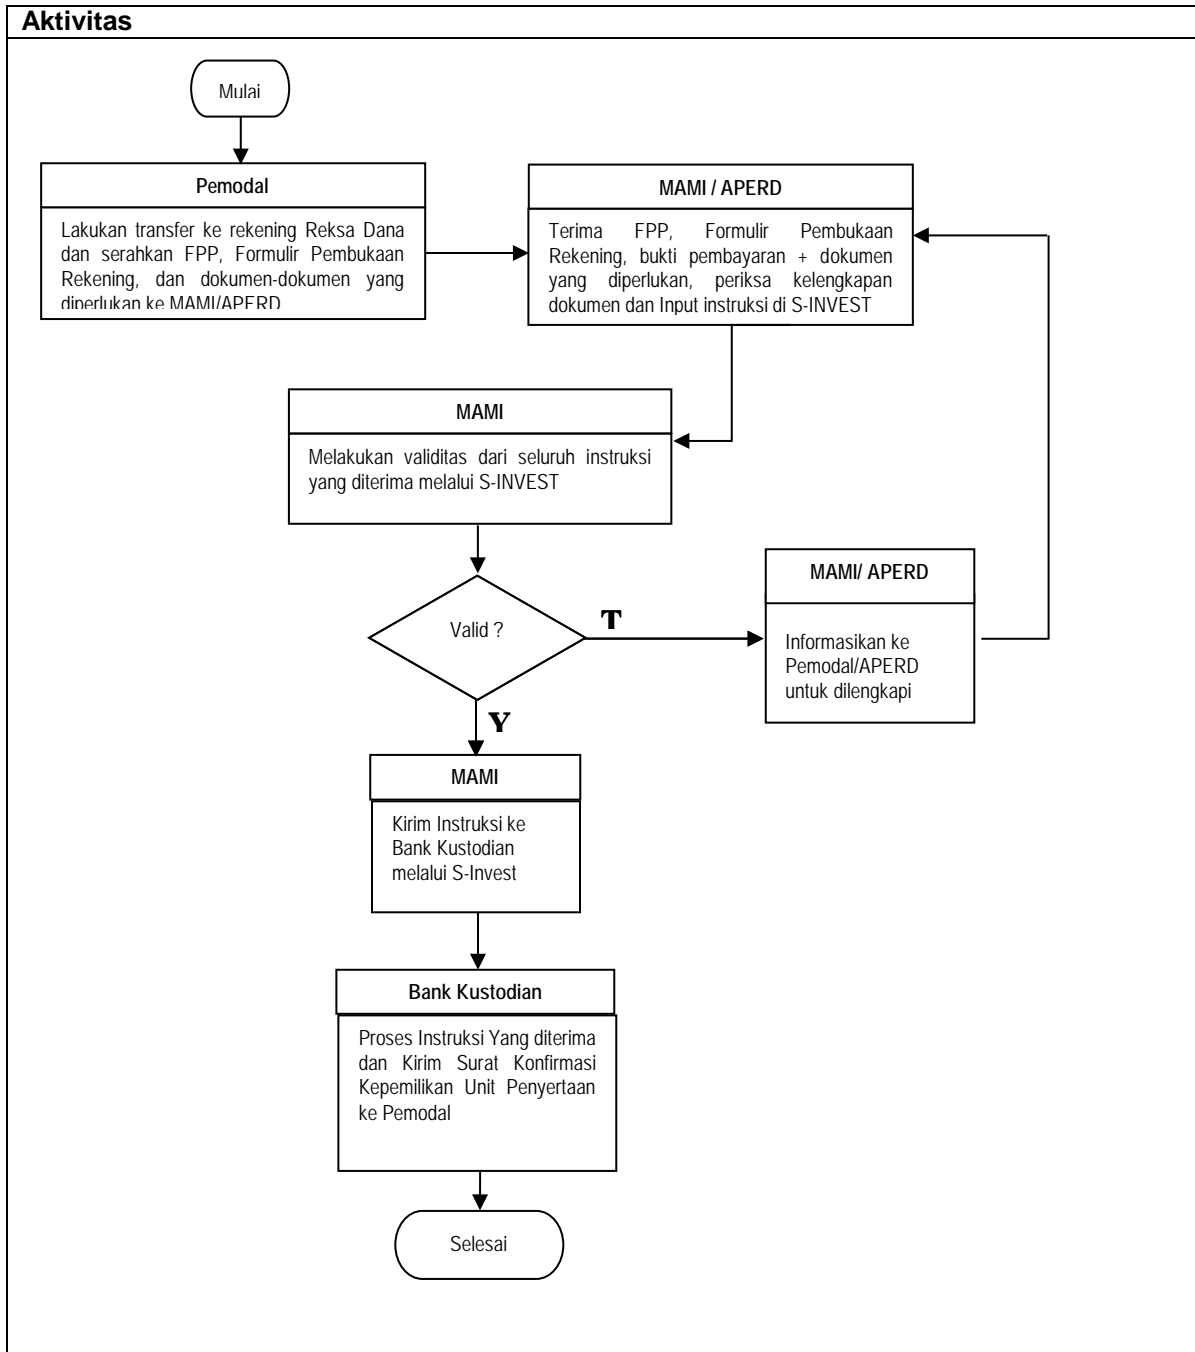 Aktivitas
Mulai
Pemodal
Lakukan transfer ke rekening Reksa Dana
dan serahkan FPP, Formulir Pembukaan
Rekening, dan dokumen-dokumen yang
diperlukan ke MAMI/APERD
MAMI / APERD
Terima FPP, Formulir Pembukaan
Rekening, bukti pembayaran + dokumen
yang diperlukan, periksa kelengkapan
dokumen dan Input instruksi di S-INVEST
MAMI
Melakukan validitas dari seluruh instruksi
yang diterima melalui S-INVEST
Valid ?
T
MAMI/ APERD
Informasikan ke
Pemodal/APERD
untuk dilengkapi
Y
MAMI
Kirim Instruksi ke
Bank Kustodian
melalui S-Invest
Bank Kustodian
Proses Instruksi Yang diterima
dan Kirim Surat Konfirmasi
Kepemilikan Unit Penyertaan
ke Pemodal
Selesai